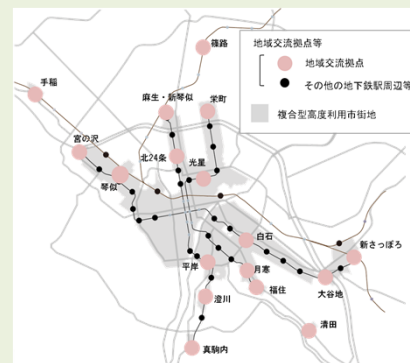 地域交流拠点等
地域交流拠点
その他の地下鉄駅周辺等
複合型高度利用市街地
篠路
手稲
麻生・新琴似
栄町
宮の沢
北24条
光星
琴似
白石
新さっぽろ
平岸
月寒
大谷地
福住
澄川
清田
真駒内